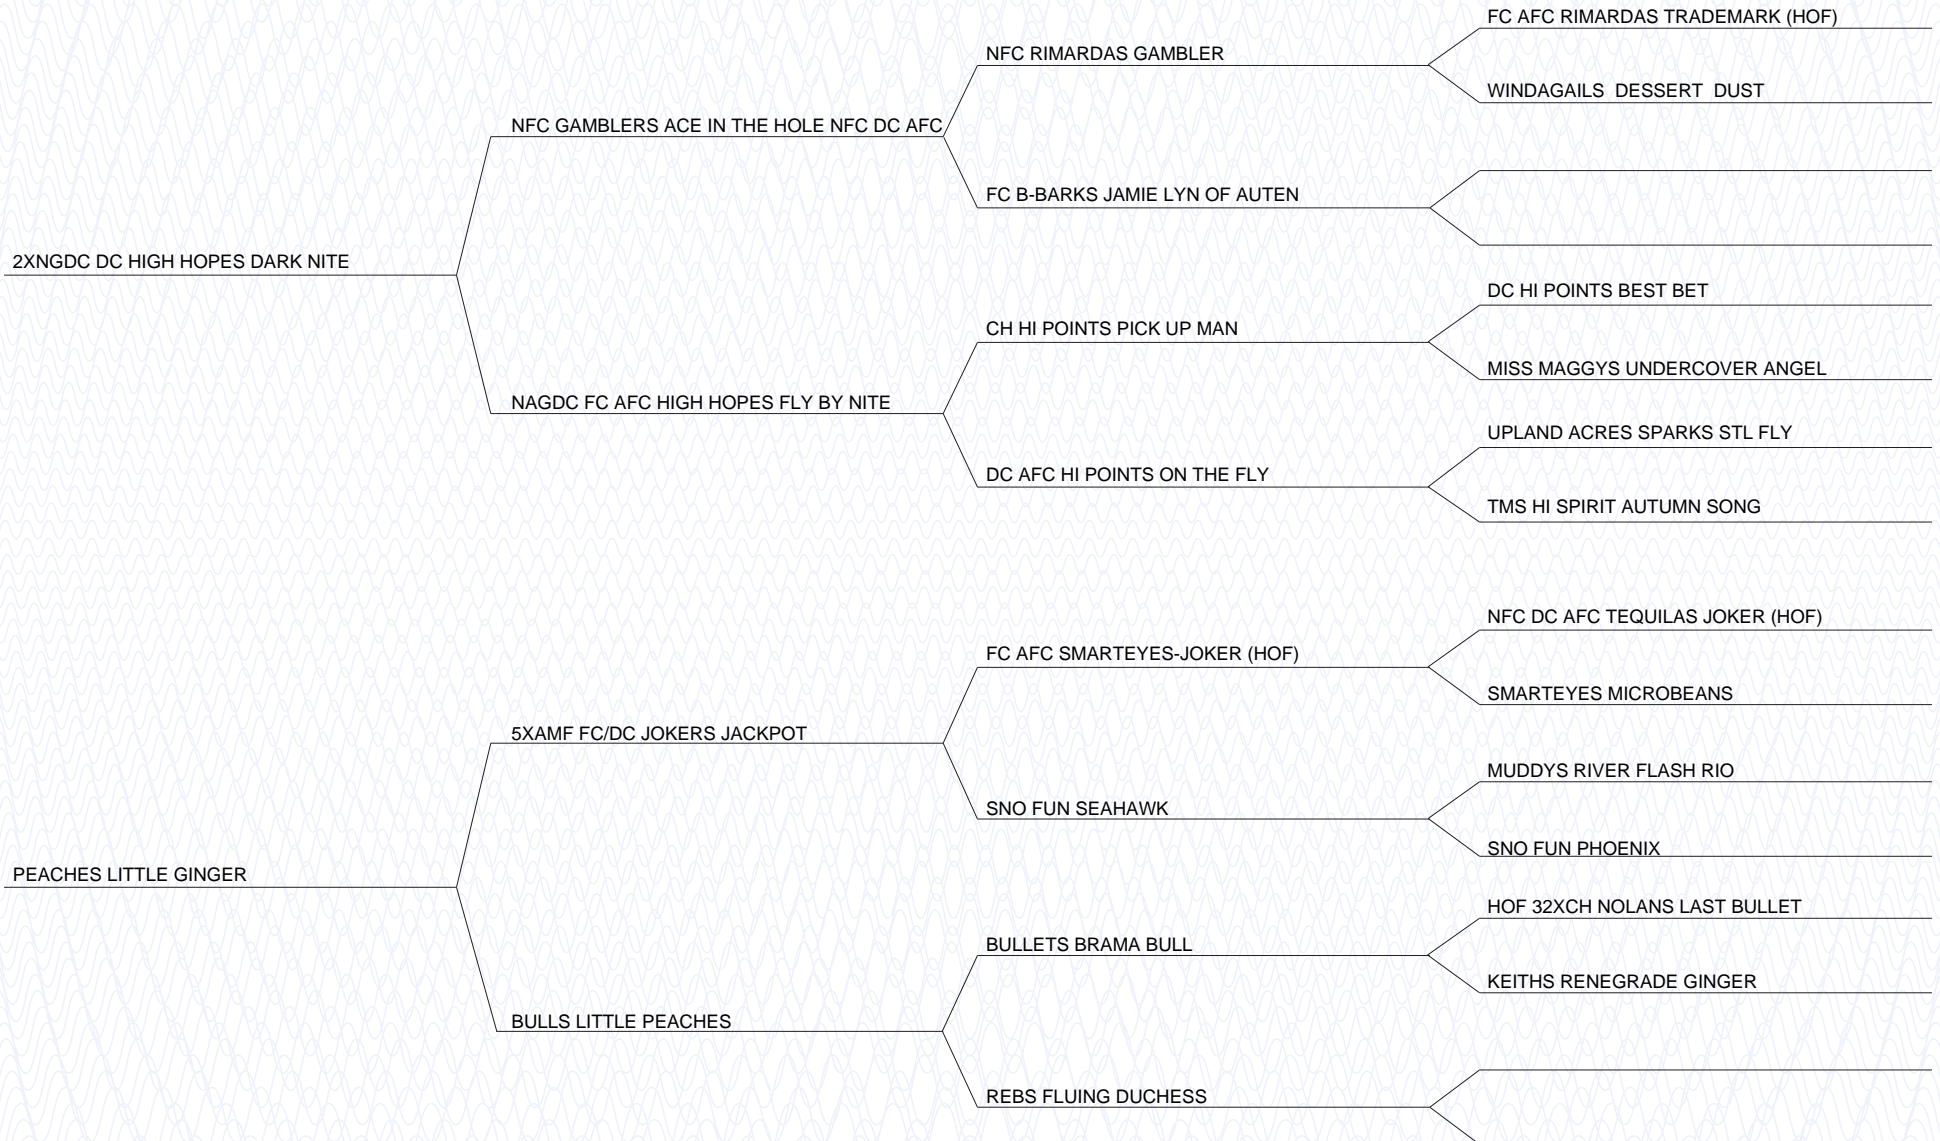 FC AFC RIMARDAS TRADEMARK (HOF)
NFC RIMARDAS GAMBLER
WINDAGAILS  DESSERT  DUST
NFC GAMBLERS ACE IN THE HOLE NFC DC AFC
FC B-BARKS JAMIE LYN OF AUTEN
2XNGDC DC HIGH HOPES DARK NITE
DC HI POINTS BEST BET
CH HI POINTS PICK UP MAN
MISS MAGGYS UNDERCOVER ANGEL
NAGDC FC AFC HIGH HOPES FLY BY NITE
UPLAND ACRES SPARKS STL FLY
DC AFC HI POINTS ON THE FLY
TMS HI SPIRIT AUTUMN SONG
NFC DC AFC TEQUILAS JOKER (HOF)
FC AFC SMARTEYES-JOKER (HOF)
SMARTEYES MICROBEANS
5XAMF FC/DC JOKERS JACKPOT
MUDDYS RIVER FLASH RIO
SNO FUN SEAHAWK
SNO FUN PHOENIX
PEACHES LITTLE GINGER
HOF 32XCH NOLANS LAST BULLET
BULLETS BRAMA BULL
KEITHS RENEGRADE GINGER
BULLS LITTLE PEACHES
REBS FLUING DUCHESS